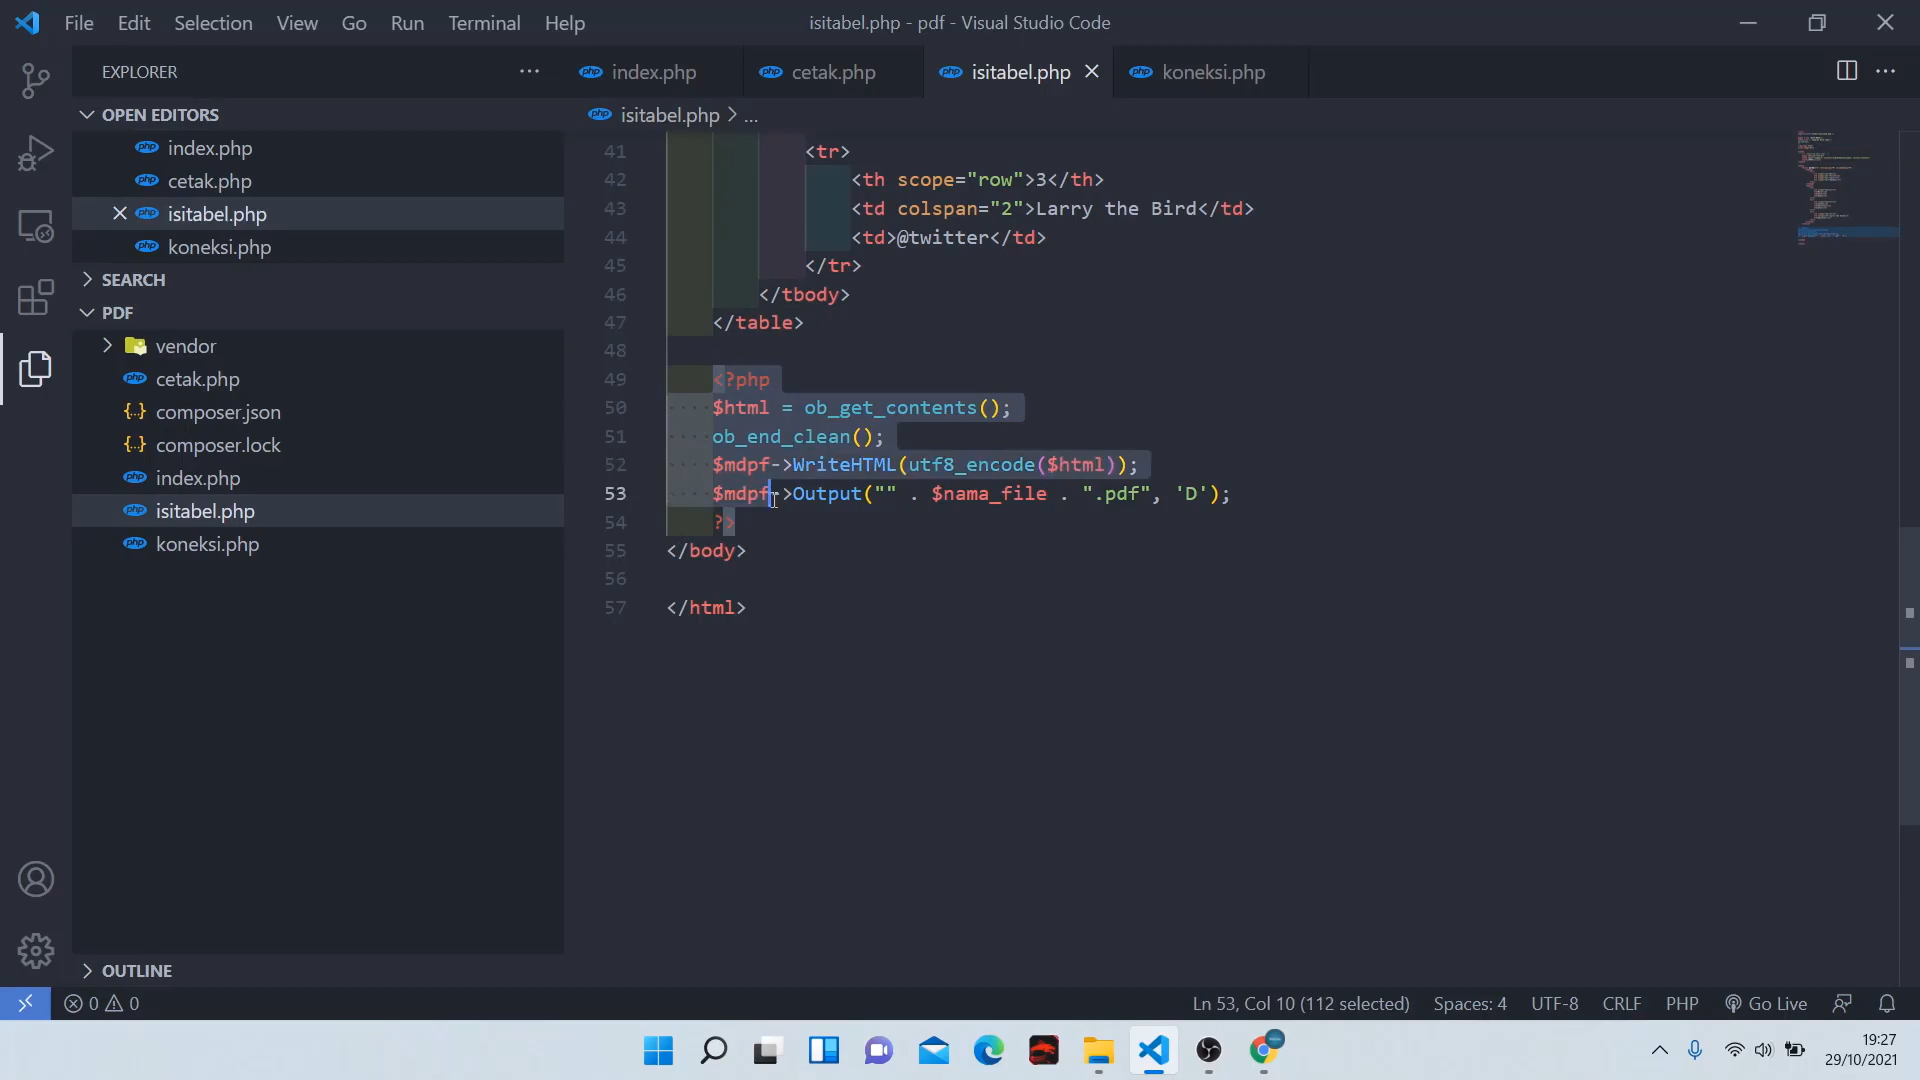 File Edit Selection View Go Run Terminal Help
isitabel.php - pdf - Visual Studio Code
EXPLORER
OPEN EDITORS
index.php
cetak.php
isitabel.php
koneksi.php
SEARCH
PDF
vendor
cetak.php
composer.json
composer.lock
index.php
isitabel.php
koneksi.php
OUTLINE
index.php cetak.php isitabel.php koneksi.php
isitabel.php > ...
41 <tr>
42 <th scope="row">3</th>
43 <td colspan="2">Larry the Bird</td>
44 <td>@twitter</td>
45 </tr>
46 </tbody>
47 </table>
48
49 <?php
50 $html = ob_get_contents();
51 ob_end_clean();
52 $mdpf->WriteHTML(utf8_encode($html));
53 $mdpf->Output("" . $nama_file . ".pdf", 'D');
54 ?>
55 </body>
56
57 </html>
0 0
Ln 53, Col 10 (112 selected) Spaces: 4 UTF-8 CRLF PHP Go Live
19:27
29/10/2021